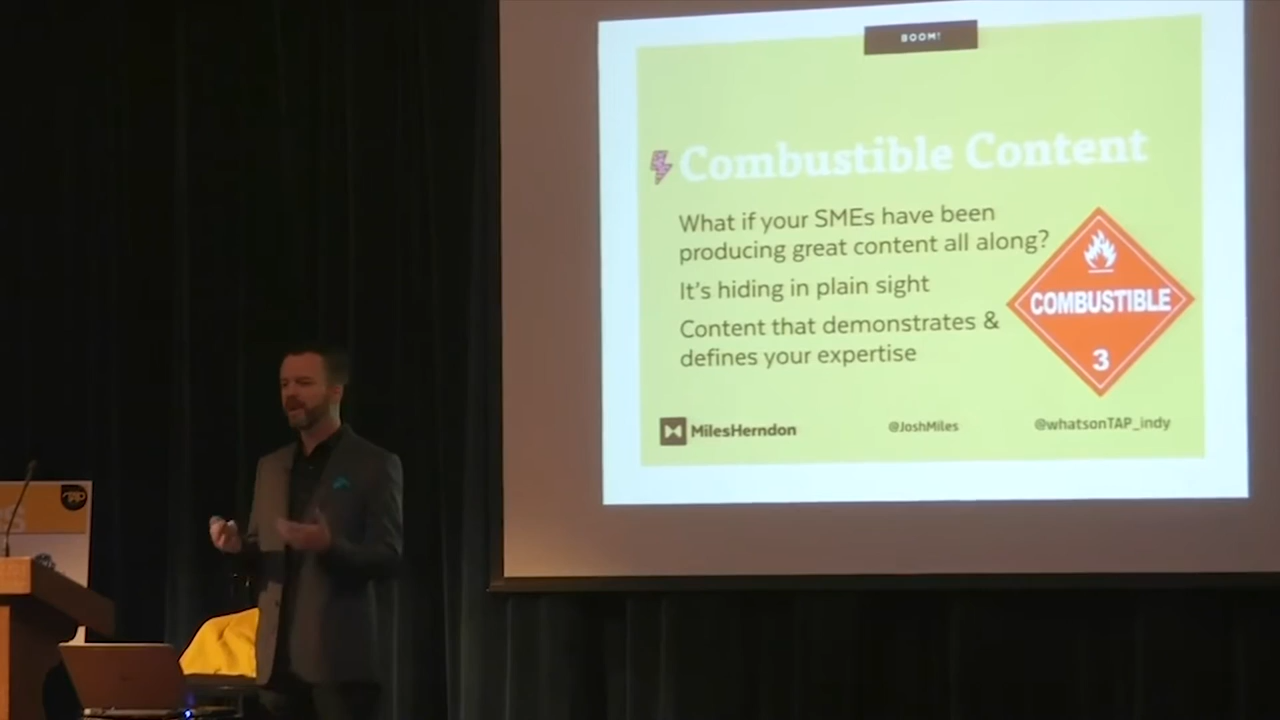 BOOM!
Combustible Content
What if your SMEs have been
producing great content all along?
It's hiding in plain sight
Content that demonstrates &
defines your expertise
COMBUSTIBLE
3
MilesHerndon
@JoshMiles
@whatsonTAP_indy
TAP